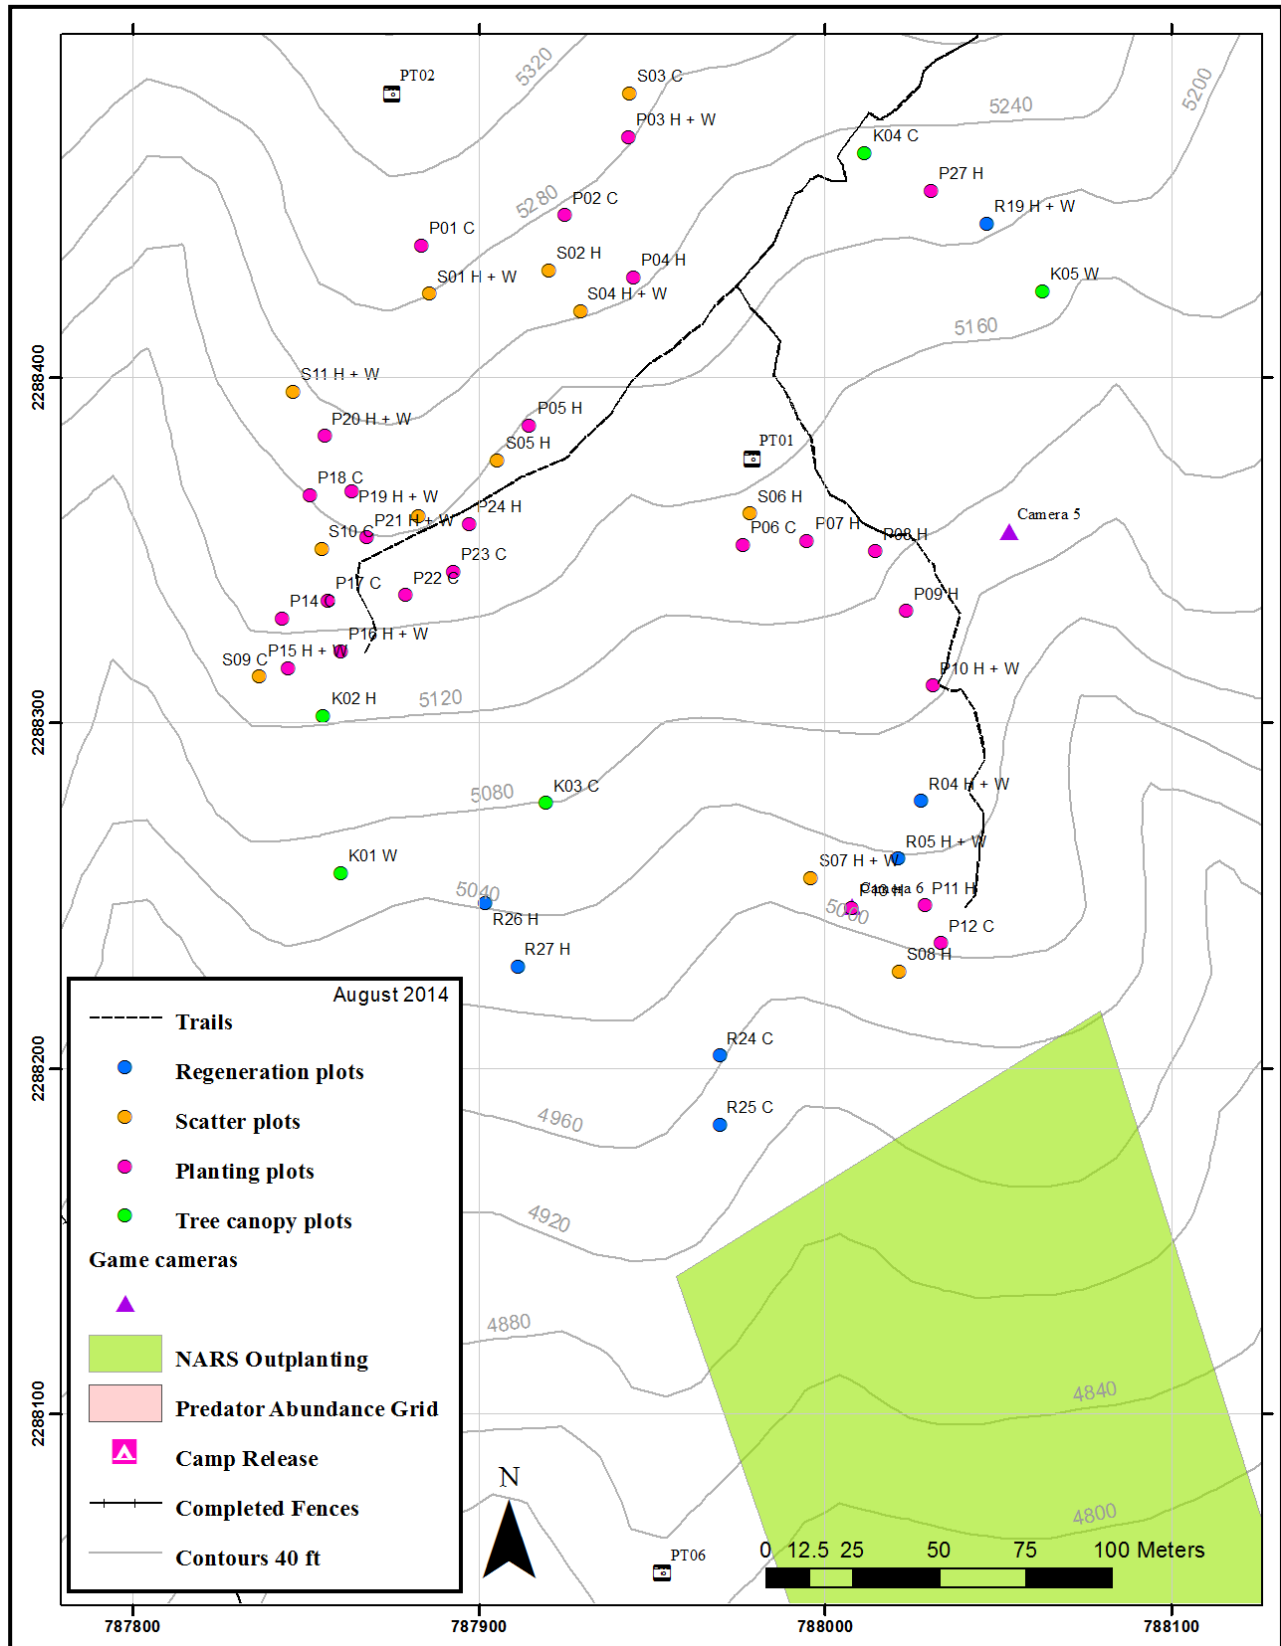 PT02
5320
S03 C
P03 H + W
5240
5200
K04 C
P27 H
R19 H + W
P01 C
5280
P02 C
S02 H
P04 H
S01 H + W
S04 H + W
K05 W
5160
2288400
S11 H + W
P05 H
P20 H + W
S05 H
PT01
P18 C
P19 H + W
P24 H
S06 H
Camera 5
S10 C
P21 H + W
P06 C
P07 H
P08 H
P23 C
P17 C
P22 C
P14 C
P09 H
P16 H + W
S09 C
P15 H + W
P10 H + W
K02 H
5120
2288300
5080
K03 C
R04 H + W
R05 H + W
K01 W
S07 H + W
5040
Camera 6
P11 H
5000
R26 H
P12 C
R27 H
S08 H
R24 C
2288200
R25 C
4960
4920
4880
4840
2288100
4800
August 2014
Trails
Regeneration plots
Scatter plots
Planting plots
Tree canopy plots
Game cameras
NARS Outplanting
Predator Abundance Grid
Camp Release
Completed Fences
Contours 40 ft
N
PT06
0 12.5 25 50 75 100 Meters
787800 787900 788000 788100